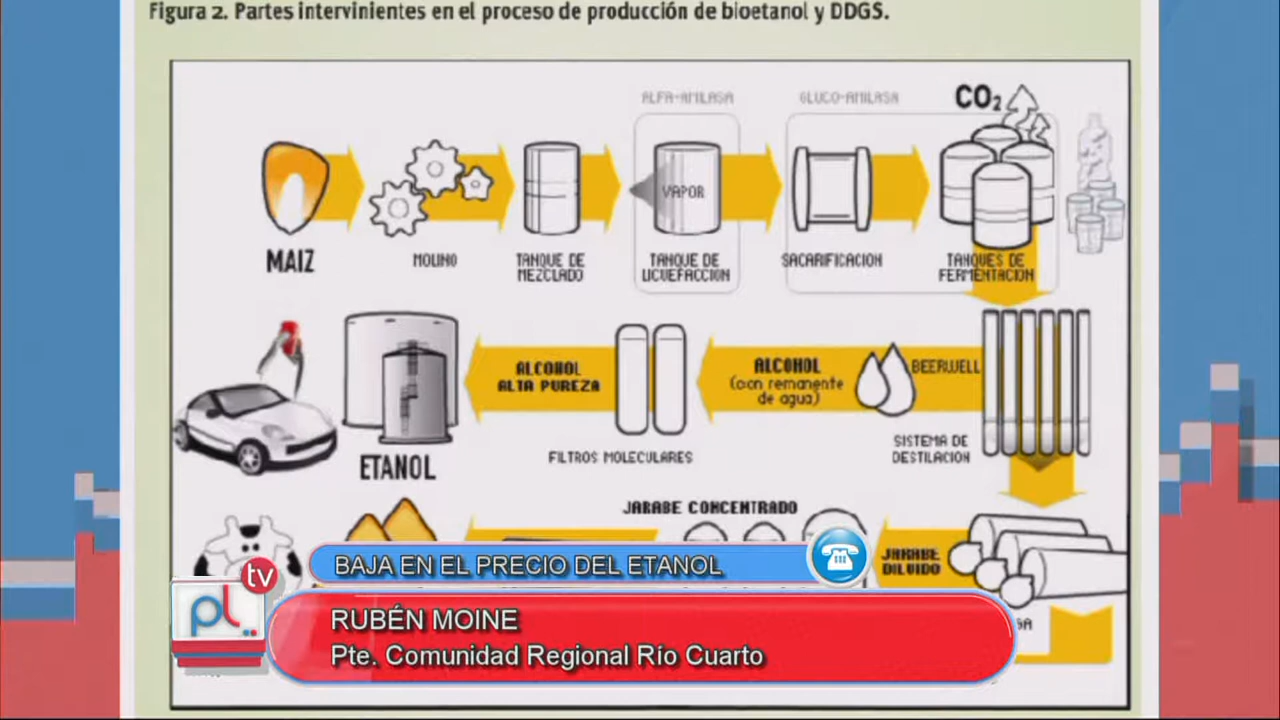 Figura 2. Partes intervinientes en el proceso de producción de bioetanol y DDGS.
ALFA-AMILASA
GLUCO-AMILASA
CO2
VAPOR
MAIZ
MOLINO
TANQUE DE
MEZCLADO
TANQUE DE
LICUEFACCION
SACARIFICACION
TANQUES DE
FERMENTACION
ALCOHOL
ALTA PUREZA
ALCOHOL
(con remanente
de agua)
BEERWELL
ETANOL
FILTROS MOLECULARES
SISTEMA DE
DESTILACION
JARABE CONCENTRADO
JARABE
DILUIDO
BAJA EN EL PRECIO DEL ETANOL
tv
pl..
RUBÉN MOINE
Pte. Comunidad Regional Río Cuarto